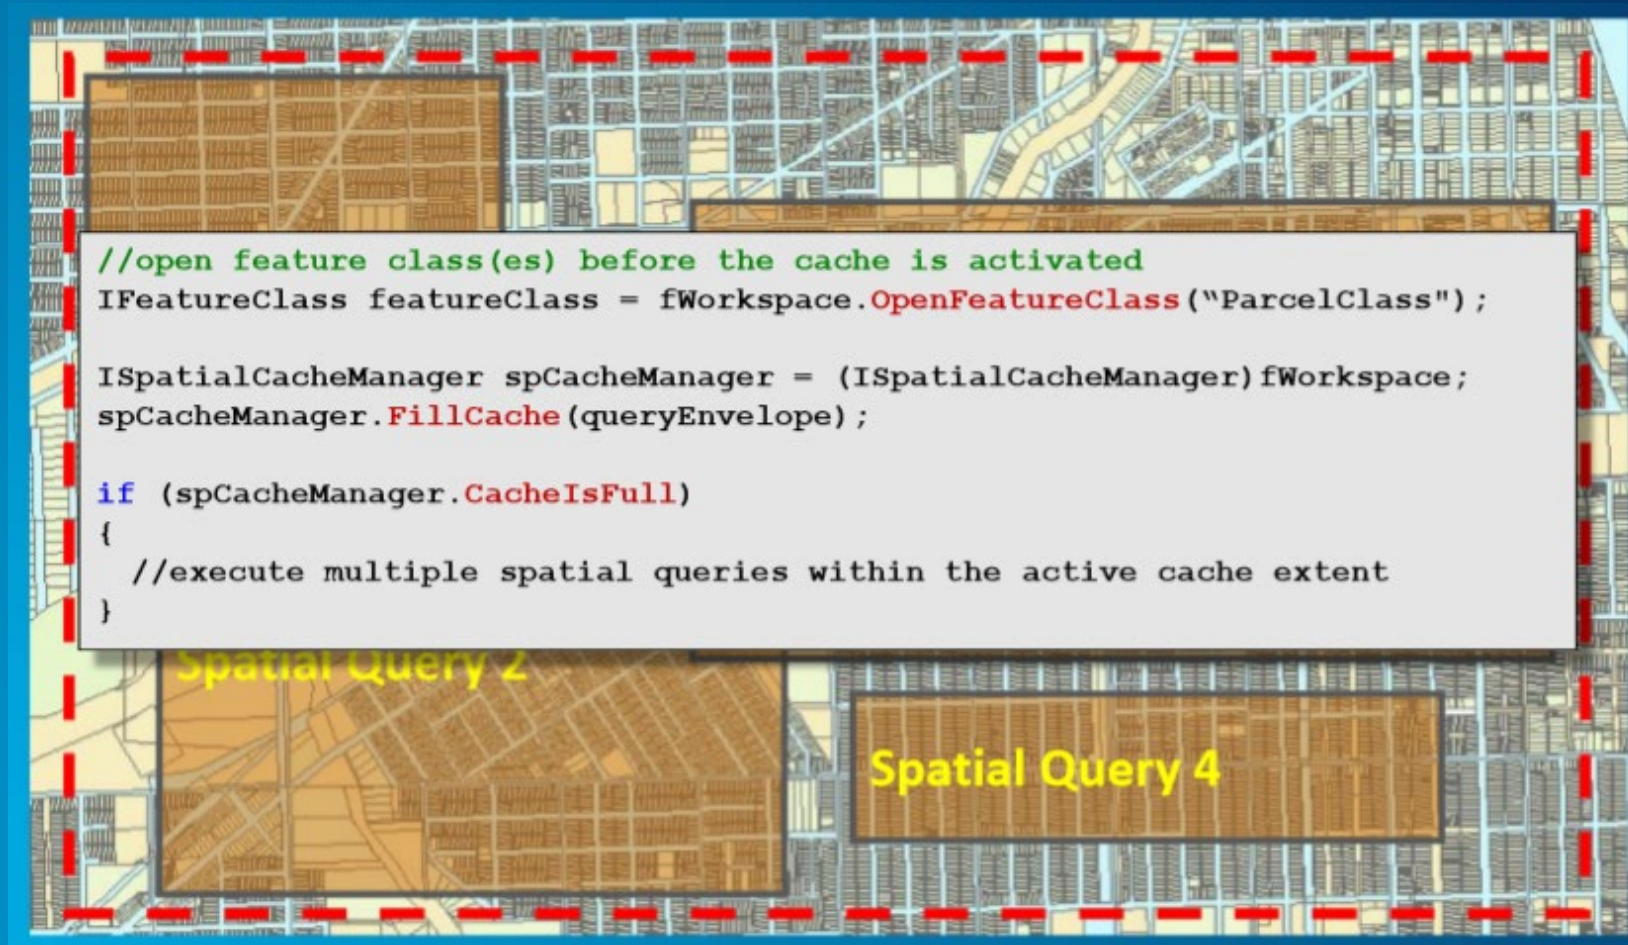 //open feature class(es) before the cache is activated
IFeatureClass featureClass = fWorkspace.OpenFeatureClass(“ParcelClass");
ISpatialCacheManager spCacheManager = (ISpatialCacheManager)fWorkspace;
spCacheManager.FillCache(queryEnvelope);
if (spCacheManager.CacheIsFull)
{
//execute multiple spatial queries within the active cache extent
}
Spatial Query 2
Spatial Query 4